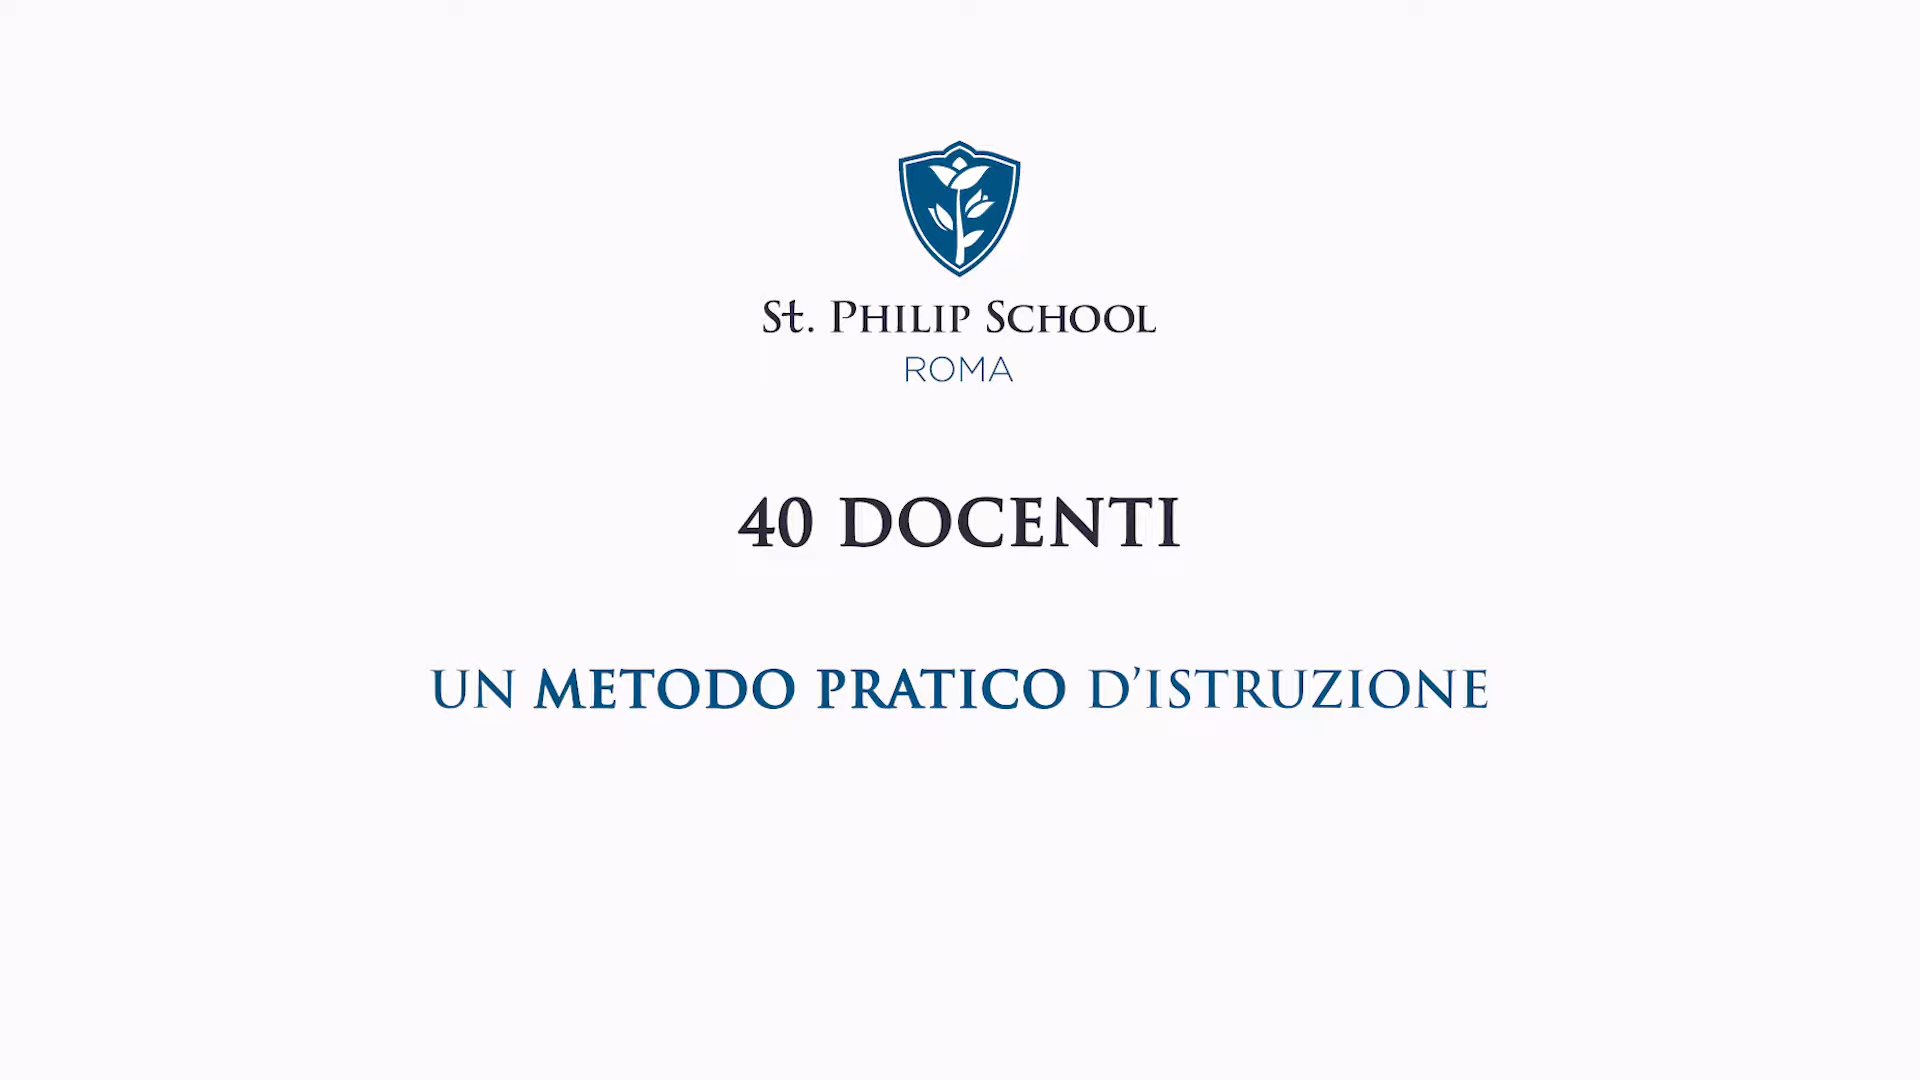 St. PHILIP SCHOOL
ROMA
40 DOCENTI
UN METODO PRATICO D’ISTRUZIONE